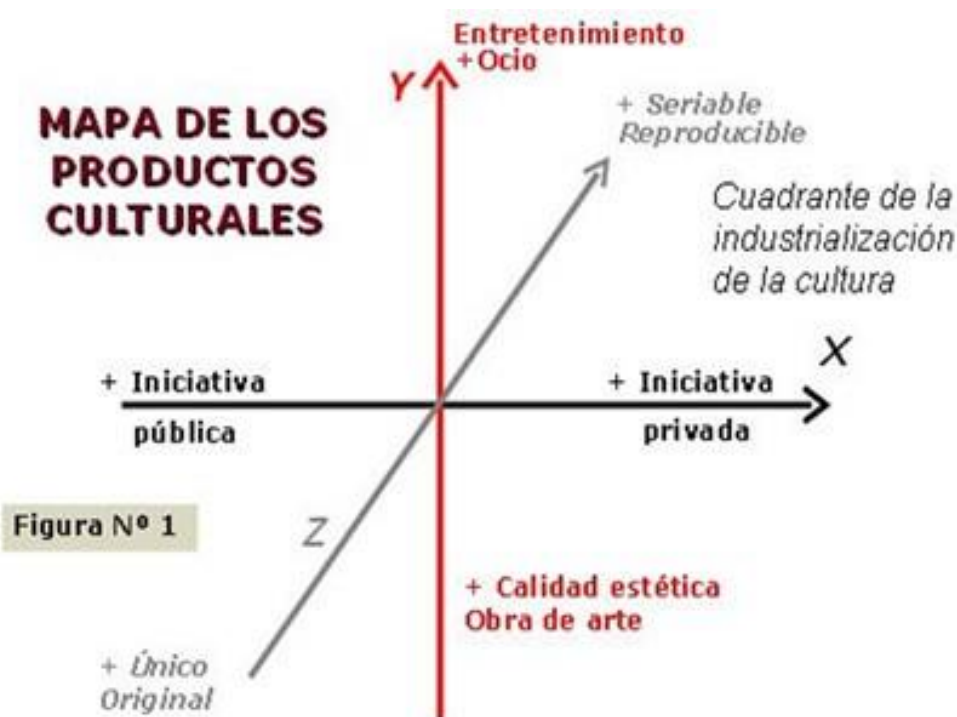 Entretenimiento
+Ocio
Y
+ Seriable
Reproducible
MAPA DE LOS
PRODUCTOS
CULTURALES
Cuadrante de la
industrialización
de la cultura
X
+ Iniciativa
pública
+ Iniciativa
privada
Figura Nº 1
Z
+ Calidad estética
Obra de arte
+ Único
Original